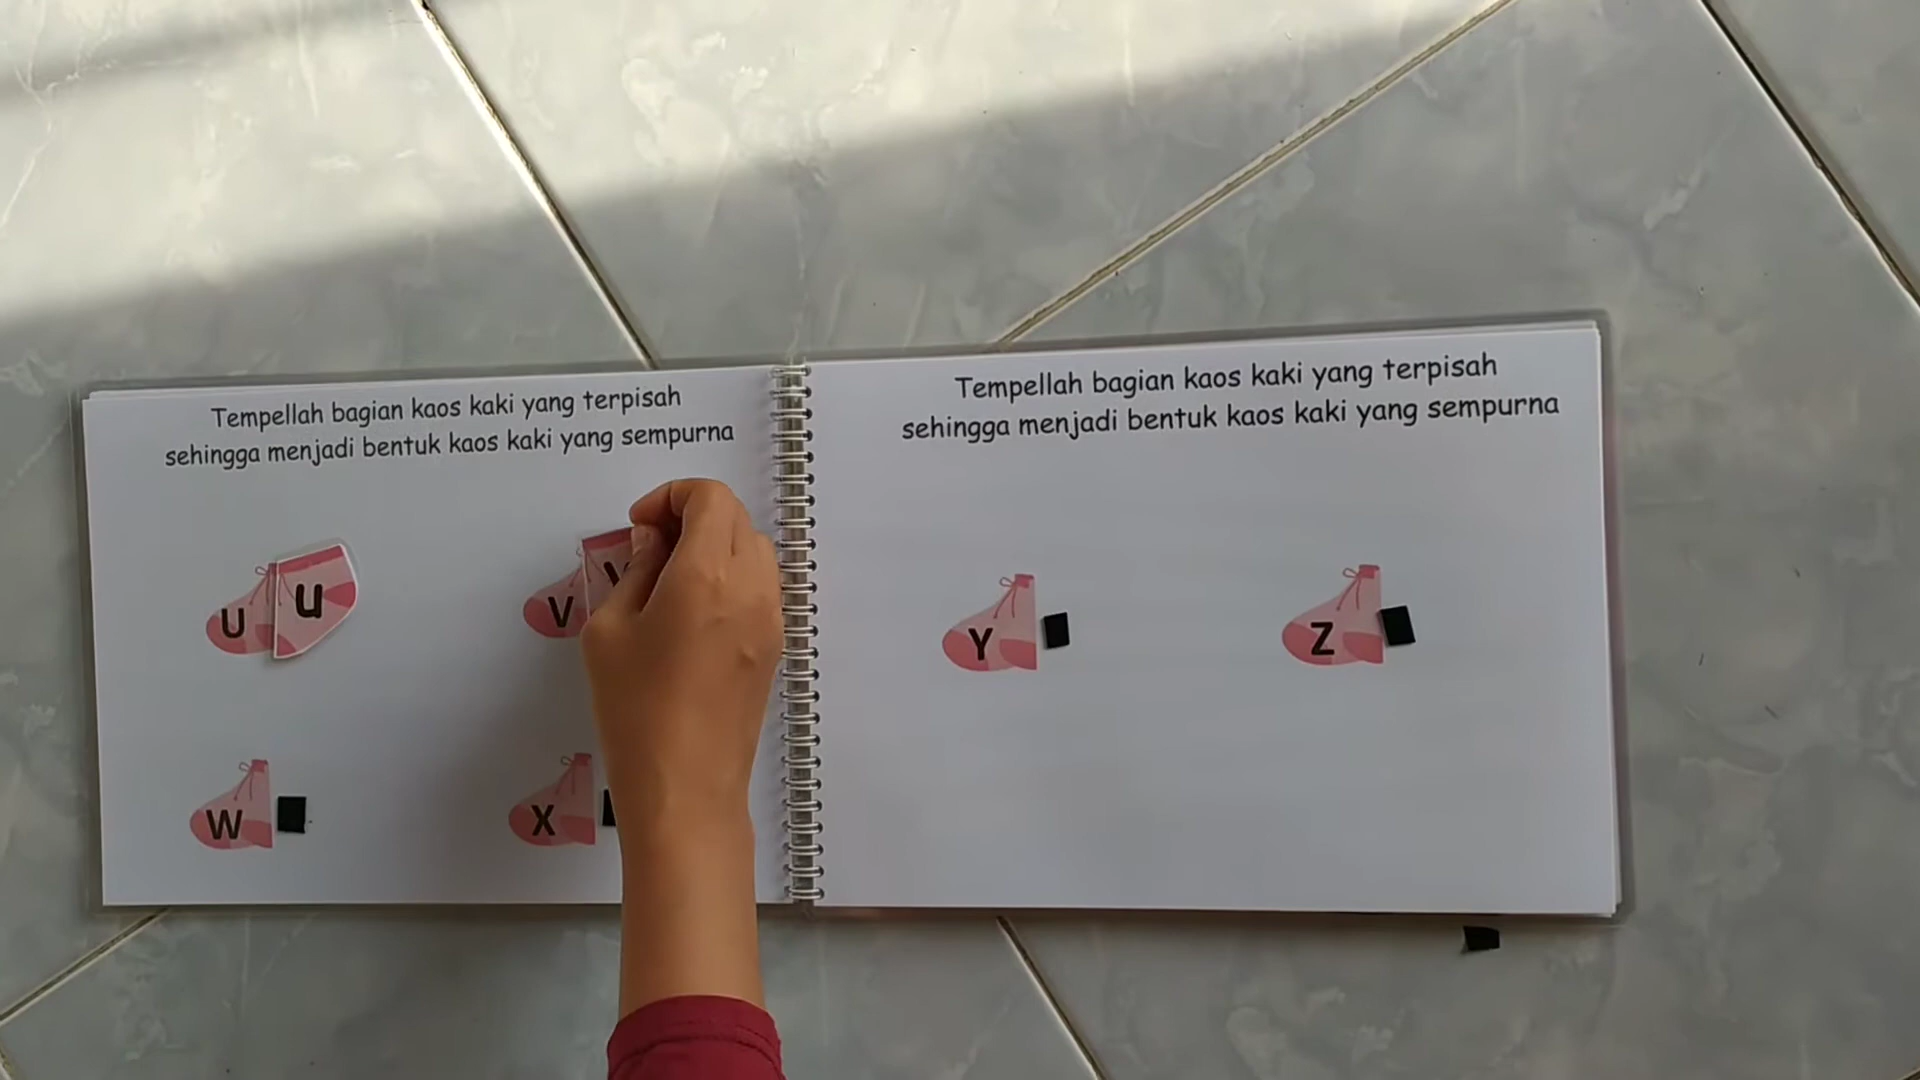 Tempellah bagian kaos kaki yang terpisah
sehingga menjadi bentuk kaos kaki yang sempurna
U u
V
W
X
Tempellah bagian kaos kaki yang terpisah
sehingga menjadi bentuk kaos kaki yang sempurna
Y
Z